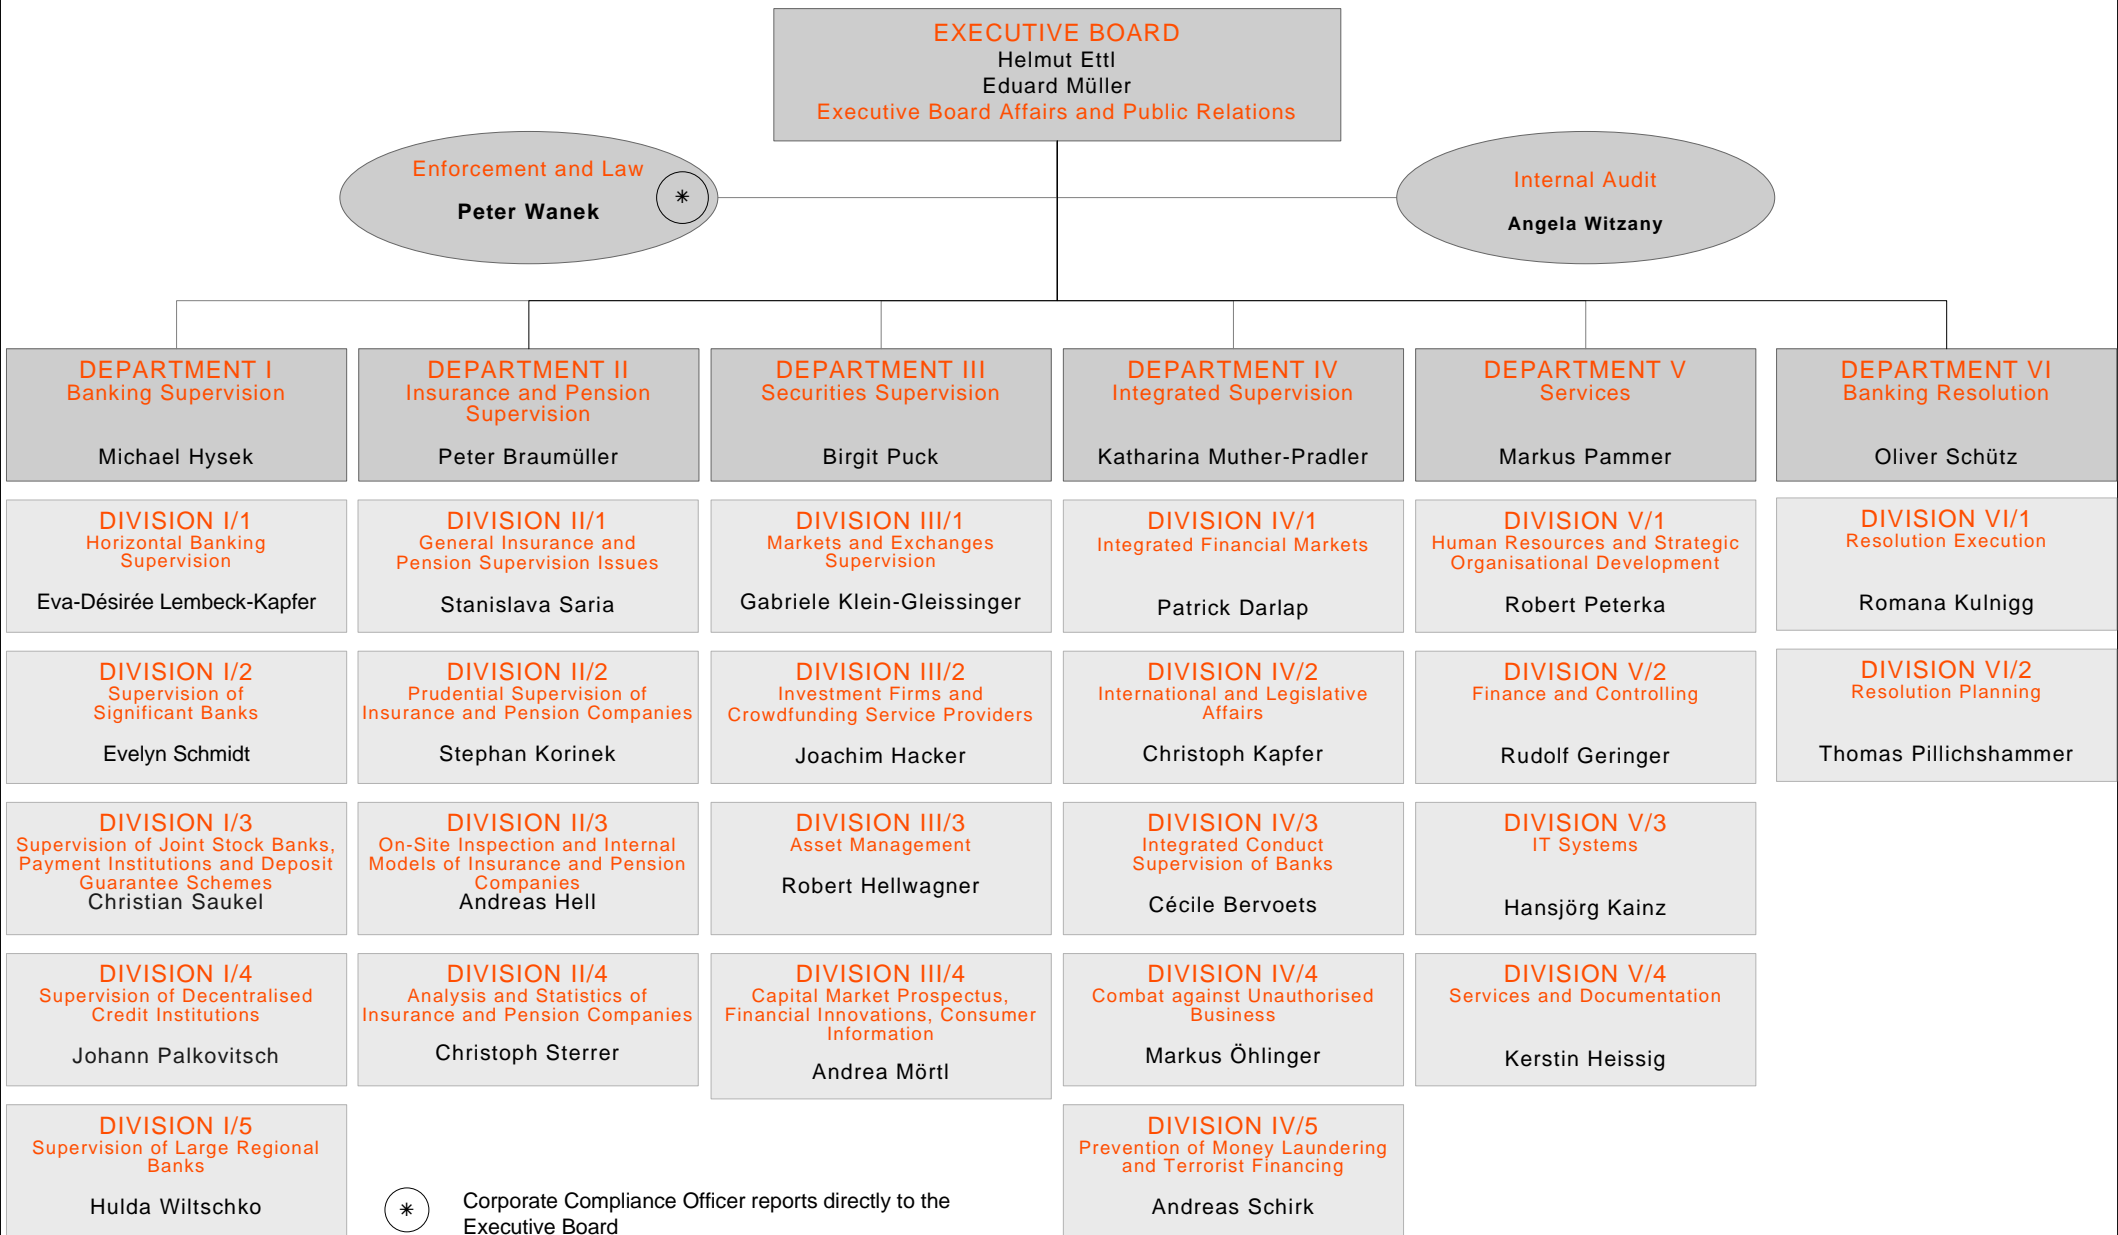 EXECUTIVE BOARD
Helmut Ettl
Eduard Müller
Executive Board Affairs and Public Relations
Enforcement and Law
Peter Wanek
*
Internal Audit
Angela Witzany
DEPARTMENT I
Banking Supervision
Michael Hysek
DEPARTMENT II
Insurance and Pension
Supervision
Peter Braumüller
DEPARTMENT III
Securities Supervision
Birgit Puck
DEPARTMENT IV
Integrated Supervision
Katharina Muther-Pradler
DEPARTMENT V
Services
Markus Pammer
DEPARTMENT VI
Banking Resolution
Oliver Schütz
DIVISION I/1
Horizontal Banking
Supervision
Eva-Désirée Lembeck-Kapfer
DIVISION II/1
General Insurance and
Pension Supervision Issues
Stanislava Saria
DIVISION III/1
Markets and Exchanges
Supervision
Gabriele Klein-Gleissinger
DIVISION IV/1
Integrated Financial Markets
Patrick Darlap
DIVISION V/1
Human Resources and Strategic
Organisational Development
Robert Peterka
DIVISION VI/1
Resolution Execution
Romana Kulnigg
DIVISION I/2
Supervision of
Significant Banks
Evelyn Schmidt
DIVISION II/2
Prudential Supervision of
Insurance and Pension Companies
Stephan Korinek
DIVISION III/2
Investment Firms and
Crowdfunding Service Providers
Joachim Hacker
DIVISION IV/2
International and Legislative
Affairs
Christoph Kapfer
DIVISION V/2
Finance and Controlling
Rudolf Geringer
DIVISION VI/2
Resolution Planning
Thomas Pillichshammer
DIVISION I/3
Supervision of Joint Stock Banks,
Payment Institutions and Deposit
Guarantee Schemes
Christian Saukel
DIVISION II/3
On-Site Inspection and Internal
Models of Insurance and Pension
Companies
Andreas Hell
DIVISION III/3
Asset Management
Robert Hellwagner
DIVISION IV/3
Integrated Conduct
Supervision of Banks
Cécile Bervoets
DIVISION V/3
IT Systems
Hansjörg Kainz
DIVISION I/4
Supervision of Decentralised
Credit Institutions
Johann Palkovitsch
DIVISION II/4
Analysis and Statistics of
Insurance and Pension Companies
Christoph Sterrer
DIVISION III/4
Capital Market Prospectus,
Financial Innovations, Consumer
Information
Andrea Mörtl
DIVISION IV/4
Combat against Unauthorised
Business
Markus Öhlinger
DIVISION V/4
Services and Documentation
Kerstin Heissig
DIVISION I/5
Supervision of Large Regional
Banks
Hulda Wiltschko
DIVISION IV/5
Prevention of Money Laundering
and Terrorist Financing
Andreas Schirk
*
Corporate Compliance Officer reports directly to the
Executive Board